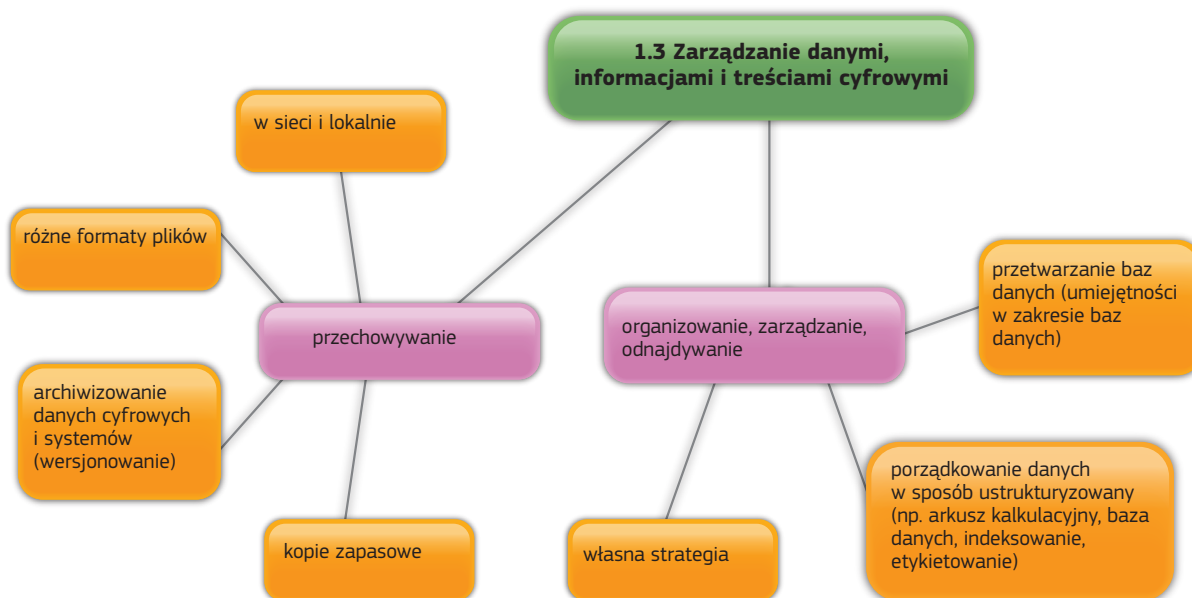 1.3 Zarządzanie danymi,
informacjami i treściami cyfrowymi
w sieci i lokalnie
różne formaty plików
przechowywanie
archiwizowanie
danych cyfrowych
i systemów
(wersjonowanie)
kopie zapasowe
organizowanie, zarządzanie,
odnajdywanie
przetwarzanie baz
danych (umiejętności
w zakresie baz
danych)
własna strategia
porządkowanie danych
w sposób ustrukturyzowany
(np. arkusz kalkulacyjny, baza
danych, indeksowanie,
etykietowanie)